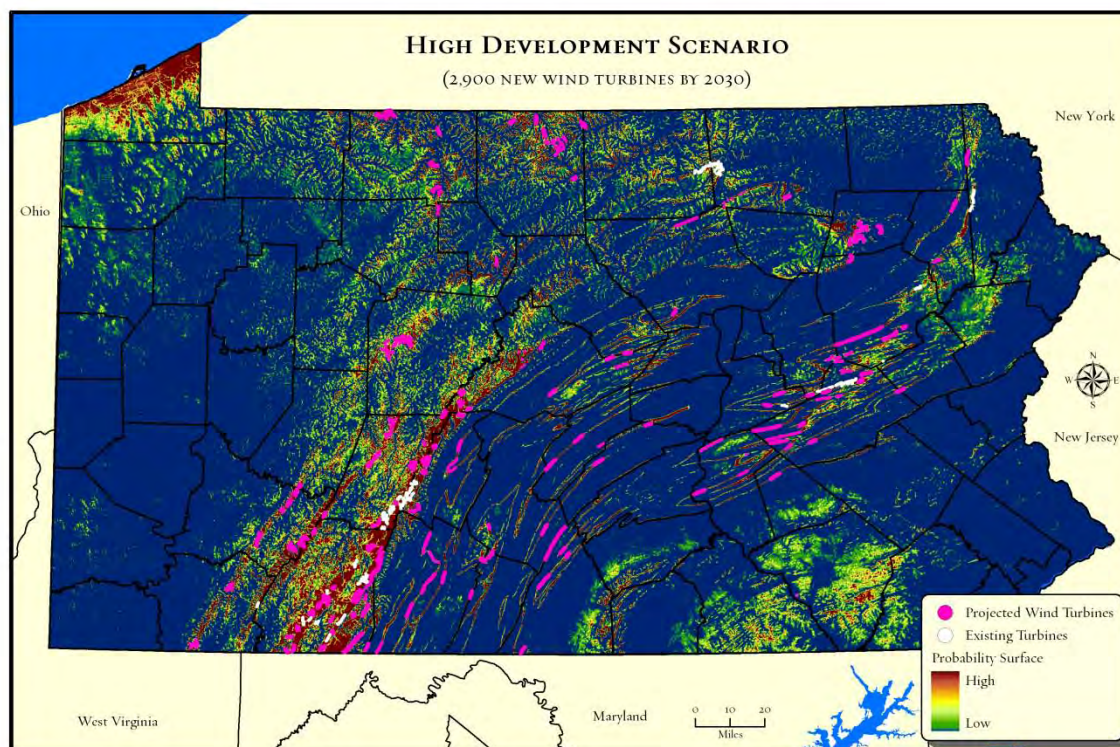 HIGH DEVELOPMENT SCENARIO
(2,900 NEW WIND TURBINES BY 2030)
New York
Ohio
N
W E
S
New Jersey
Projected Wind Turbines
Existing Turbines
Probability Surface
High
Low
West Virginia
Maryland
0 10 20
Miles